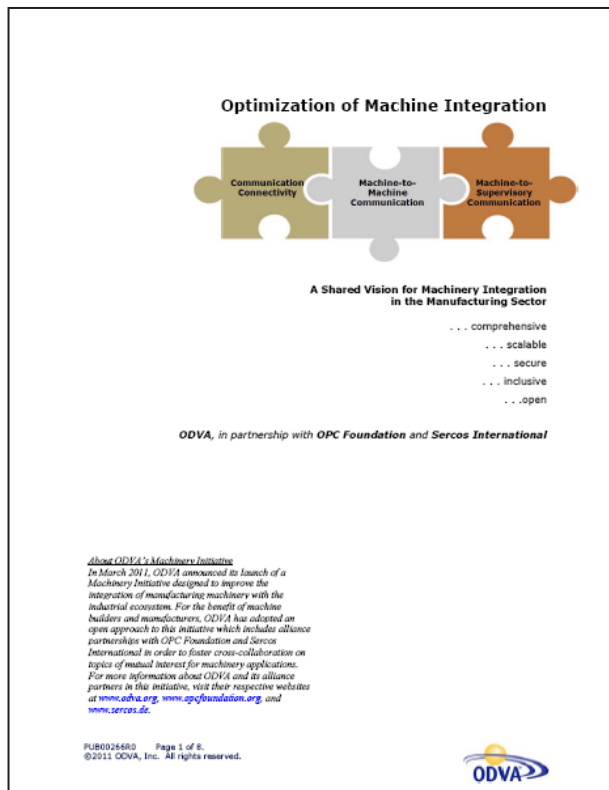 Optimization of Machine Integration
Communication
Connectivity
Machine-to-
Machine
Communication
Machine-to-
Supervisory
Communication
A Shared Vision for Machinery Integration
in the Manufacturing Sector
. . . comprehensive
. . . scalable
. . . secure
. . . inclusive
. . .open
ODVA, in partnership with OPC Foundation and Sercos International
About ODVA's Machinery Initiative
In March 2011, ODVA announced its launch of a
Machinery Initiative designed to improve the
integration of manufacturing machinery with the
industrial ecosystem. For the benefit of machine
builders and manufacturers, ODVA has adopted an
open approach to this initiative which includes alliance
partnerships with OPC Foundation and Sercos
International in order to foster cross-collaboration on
topics of mutual interest for machinery applications.
For more information about ODVA and its alliance
partners in this initiative, visit their respective websites
at www.odva.org, www.opcfoundation.org, and
www.sercos.de.
PUB00266R0 Page 1 of 8.
©2011 ODVA, Inc. All rights reserved.
ODVA